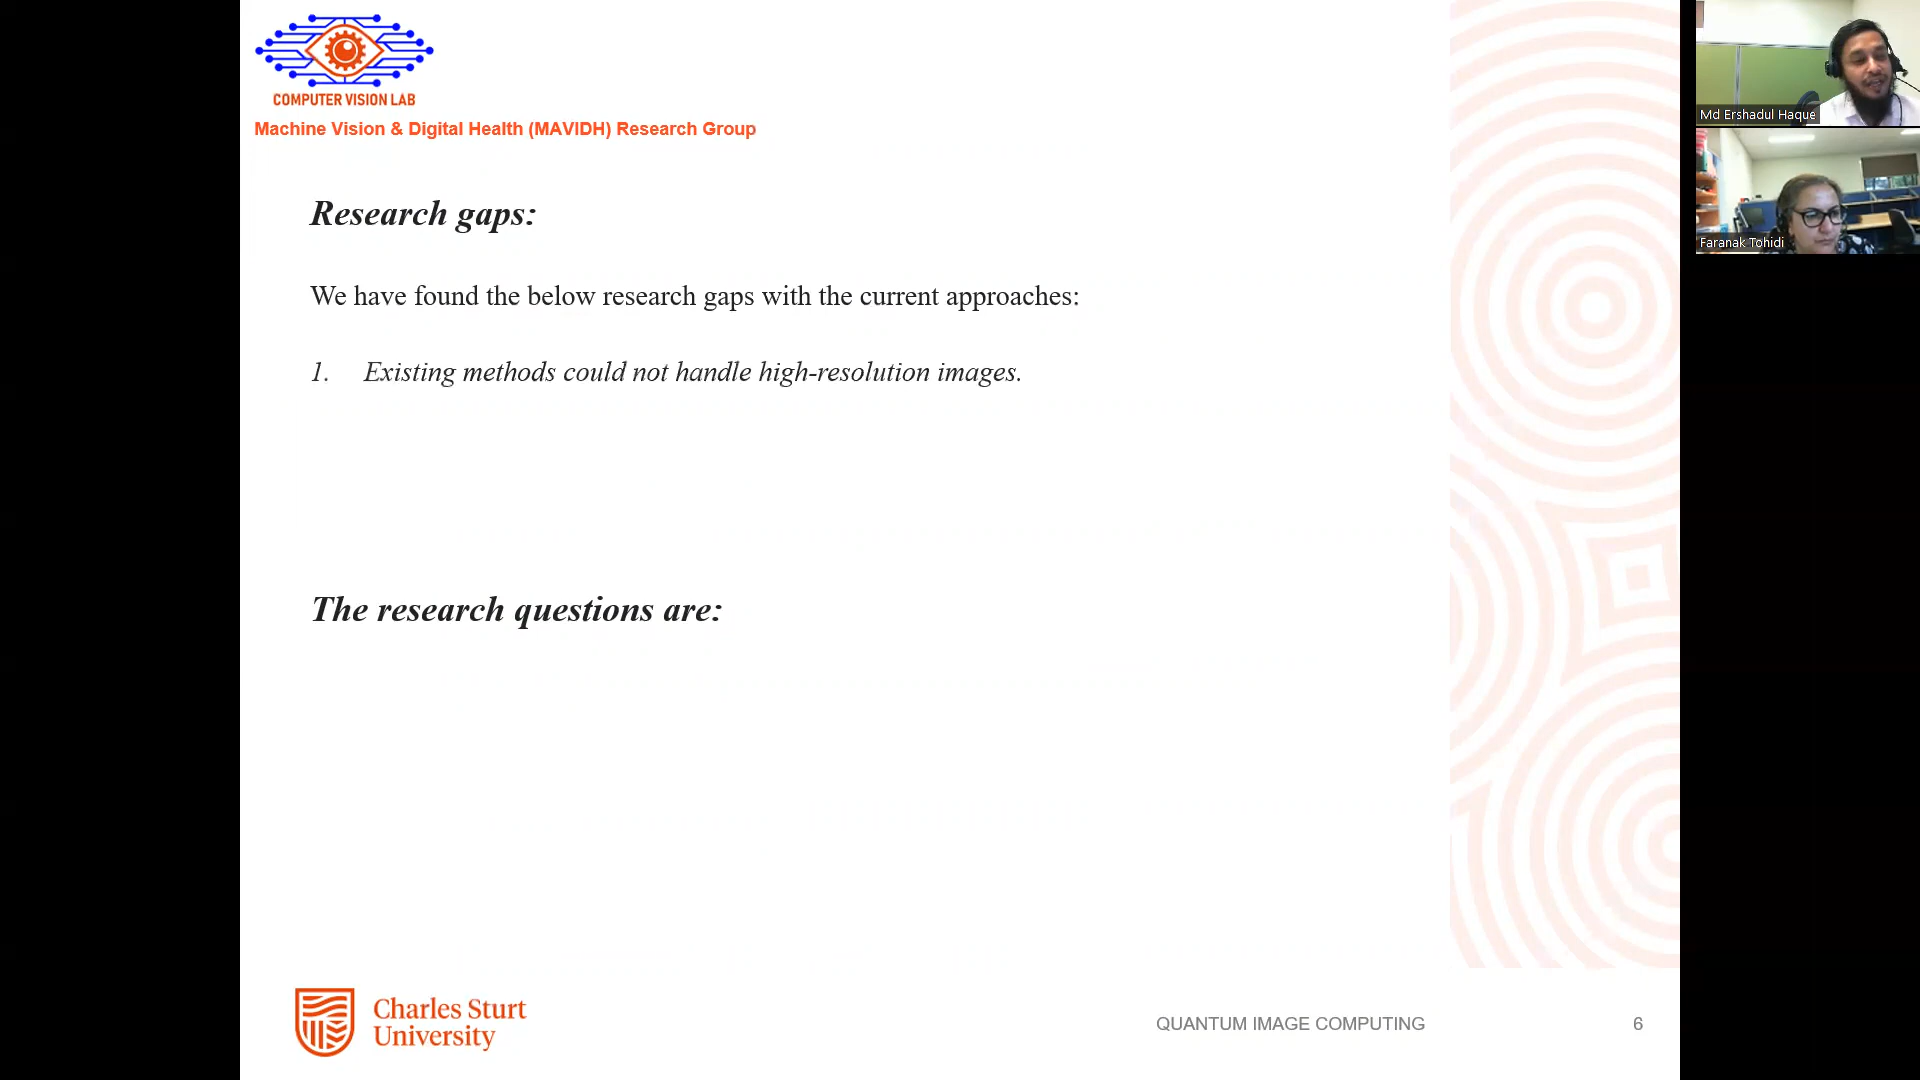 COMPUTER VISION LAB
Machine Vision & Digital Health (MAVIDH) Research Group
Research gaps:
We have found the below research gaps with the current approaches:
1. Existing methods could not handle high-resolution images.
The research questions are:
Charles Sturt
University
QUANTUM IMAGE COMPUTING
6
Md Ershadul Haque
Faranak Tohidi